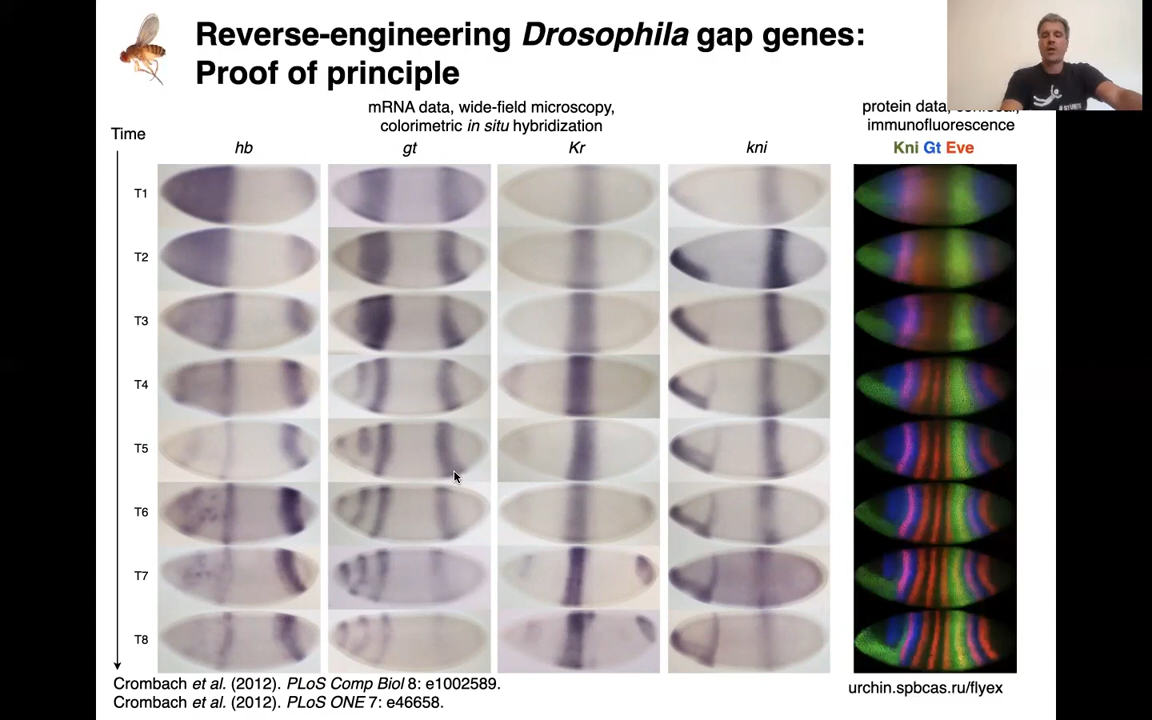 Reverse-engineering Drosophila gap genes:
Proof of principle
mRNA data, wide-field microscopy,
colorimetric in situ hybridization
protein data, confocal,
immunofluorescence
Time
hb gt Kr kni Kni Gt Eve
T1
T2
T3
T4
T5
T6
T7
T8
Crombach et al. (2012). PLoS Comp Biol 8: e1002589.
Crombach et al. (2012). PLoS ONE 7: e46658.
urchin.spbcas.ru/flyex